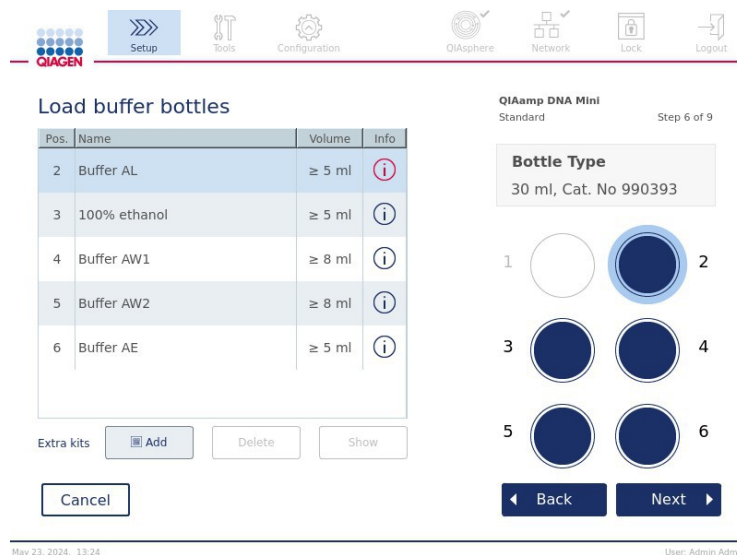 QIAGEN
Setup
Tools
Configuration
QIAsphere
Network
Lock
Logout
Load buffer bottles
QIAamp DNA Mini
Standard Step 6 of 9
Pos. Name Volume Info
2 Buffer AL ≥ 5 ml i
3 100% ethanol ≥ 5 ml i
4 Buffer AW1 ≥ 8 ml i
5 Buffer AW2 ≥ 8 ml i
6 Buffer AE ≥ 5 ml i
Bottle Type
30 ml, Cat. No 990393
1 2
3 4
5 6
Extra kits Add Delete Show
Cancel Back Next
May 23, 2024, 13:24 User: Admin Adm